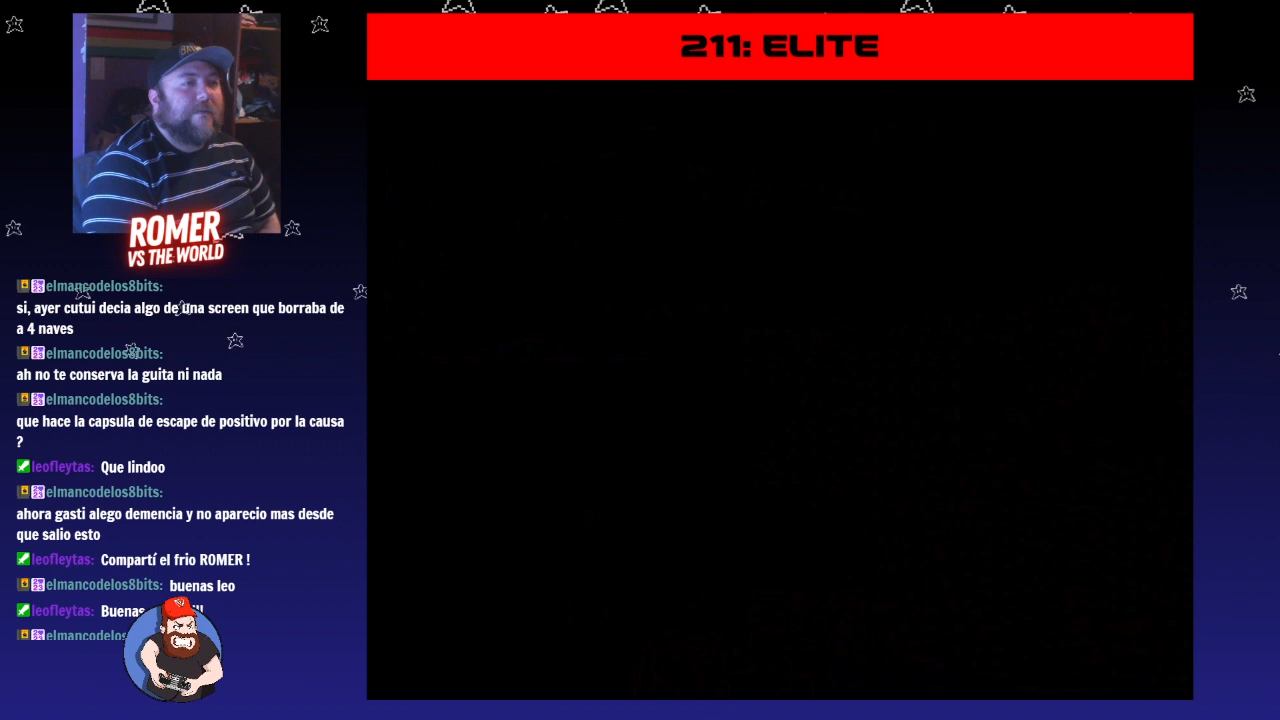 211: ELITE
ROMER
VS THE WORLD
elmancodelos8bits:
si, ayer cutui decia algo de una screen que borraba de
a 4 naves
elmancodelos8bits:
ah no te conserva la guita ni nada
elmancodelos8bits:
que hace la capsula de escape de positivo por la causa
?
leofleytas: Que lindoo
elmancodelos8bits:
ahora gasti alego demencia y no aparecio mas desde
que salio esto
leofleytas: Compartí el frio ROMER !
elmancodelos8bits: buenas leo
leofleytas: